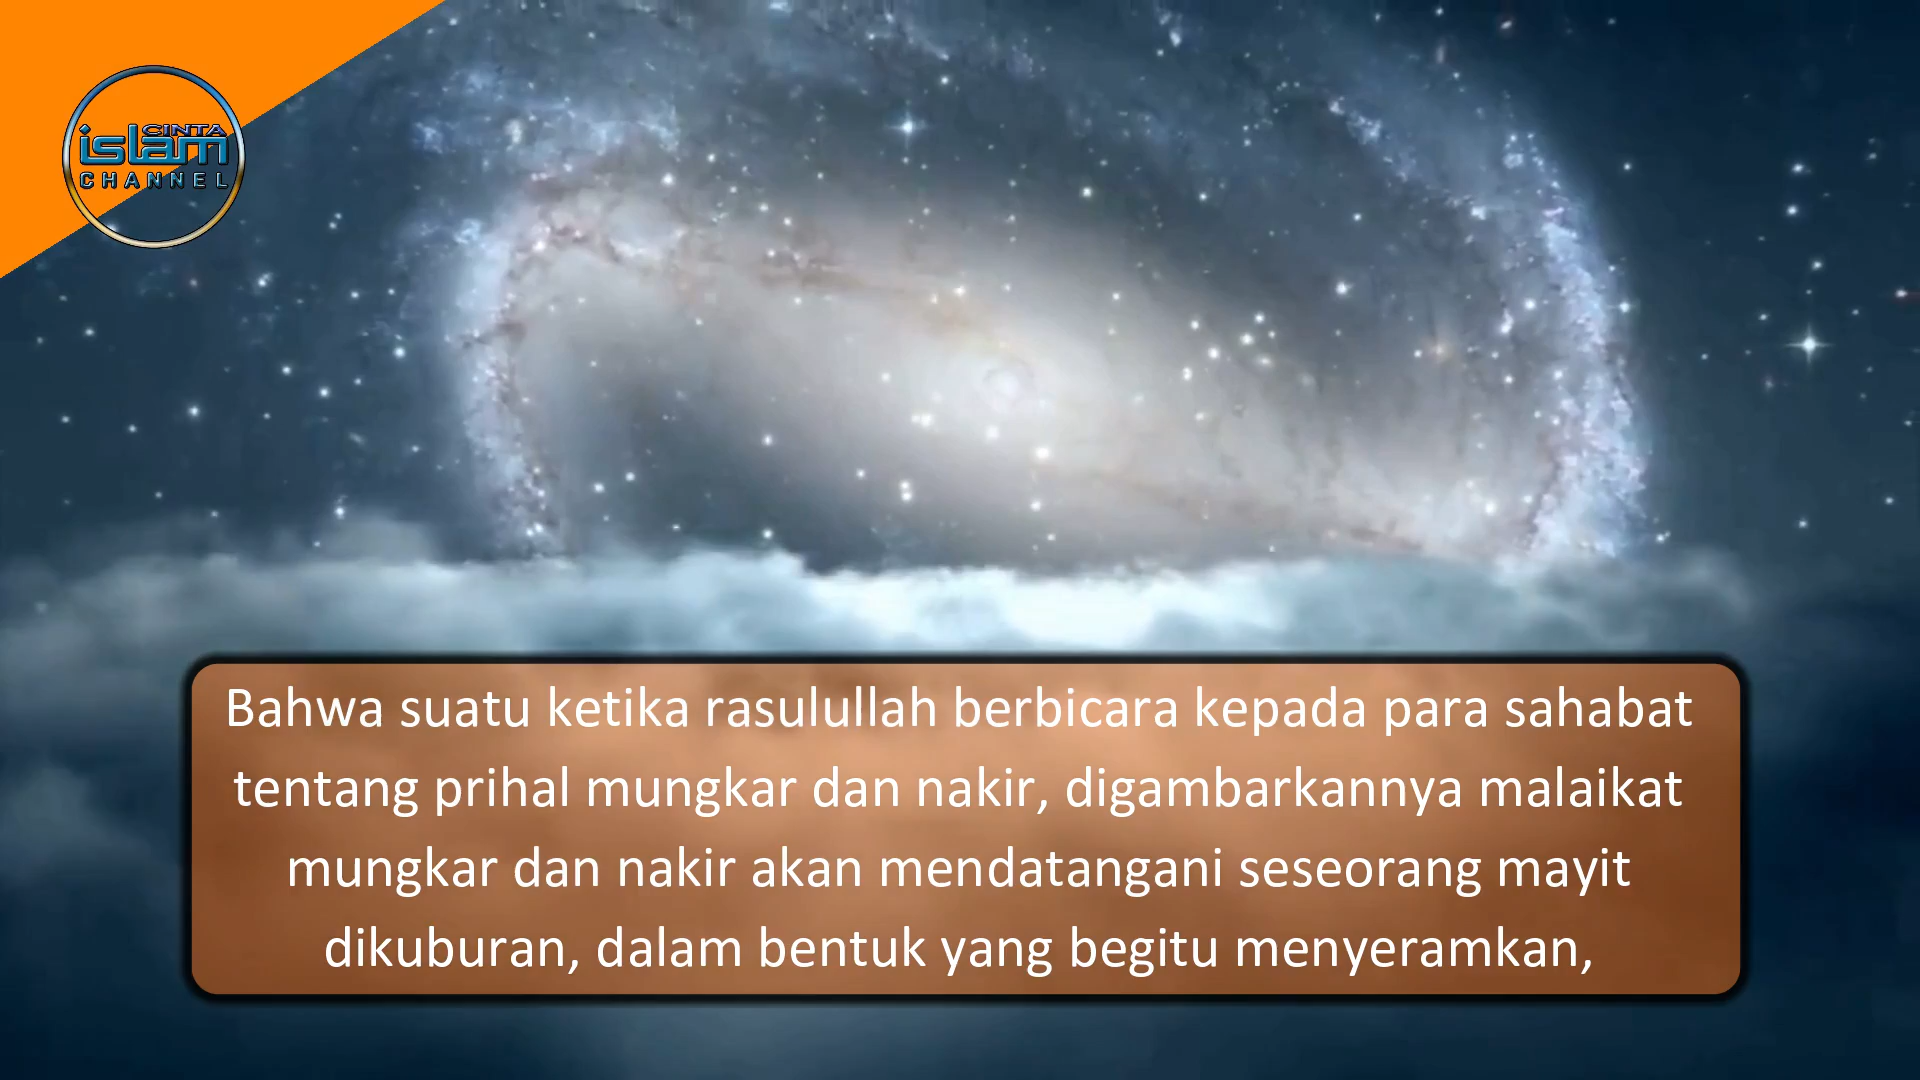 CINTA
islam
CHANNEL
Bahwa suatu ketika rasulullah berbicara kepada para sahabat
tentang prihal mungkar dan nakir, digambarkannya malaikat
mungkar dan nakir akan mendatangani seseorang mayit
dikuburan, dalam bentuk yang begitu menyeramkan,